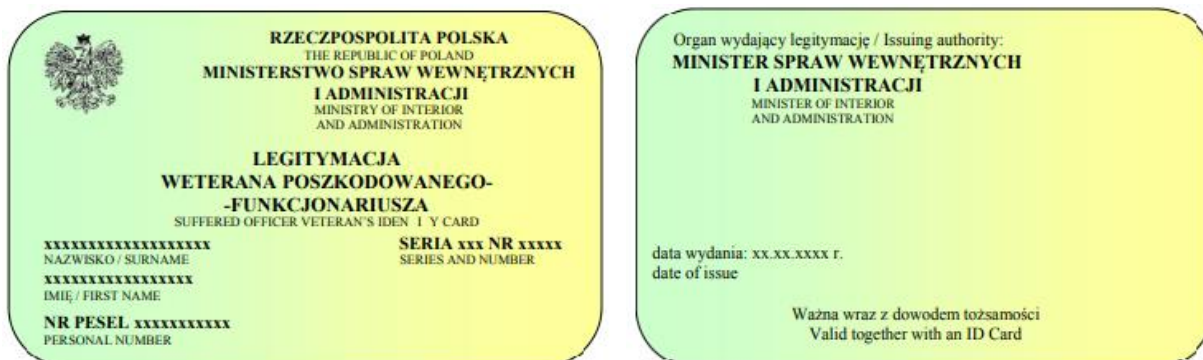 RZECZPOSPOLITA POLSKA
THE REPUBLIC OF POLAND
MINISTERSTWO SPRAW WEWNĘTRZNYCH
I ADMINISTRACJI
MINISTRY OF INTERIOR
AND ADMINISTRATION
LEGITYMACJA
WETERANA POSZKODOWANEGO-
-FUNKCJONARIUSZA
SUFFERED OFFICER VETERAN'S IDEN I Y CARD
xxxxxxxxxxxxxxxxxxx
NAZWISKO / SURNAME
SERIA xxx NR xxxxx
SERIES AND NUMBER
xxxxxxxxxxxxxxxxx
IMIĘ / FIRST NAME
NR PESEL xxxxxxxxxxx
PERSONAL NUMBER
Organ wydający legitymację / Issuing authority:
MINISTER SPRAW WEWNĘTRZNYCH
I ADMINISTRACJI
MINISTER OF INTERIOR
AND ADMINISTRATION
data wydania: xx.xx.xxxx r.
date of issue
Ważna wraz z dowodem tożsamości
Valid together with an ID Card